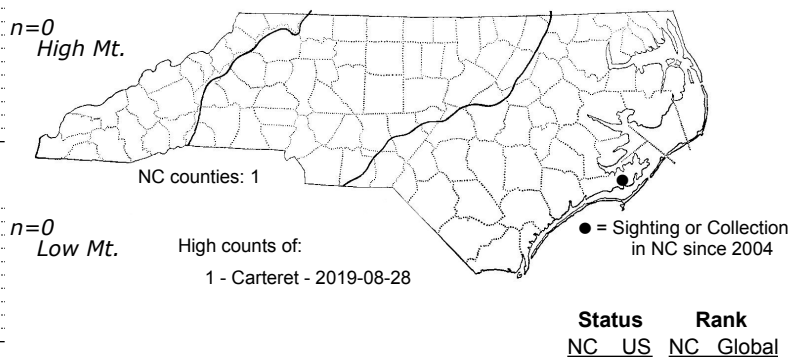 n=0
High Mt.
NC counties: 1
n=0
Low Mt.
High counts of:
1 - Carteret - 2019-08-28
● = Sighting or Collection
in NC since 2004
Status Rank
NC US NC Global